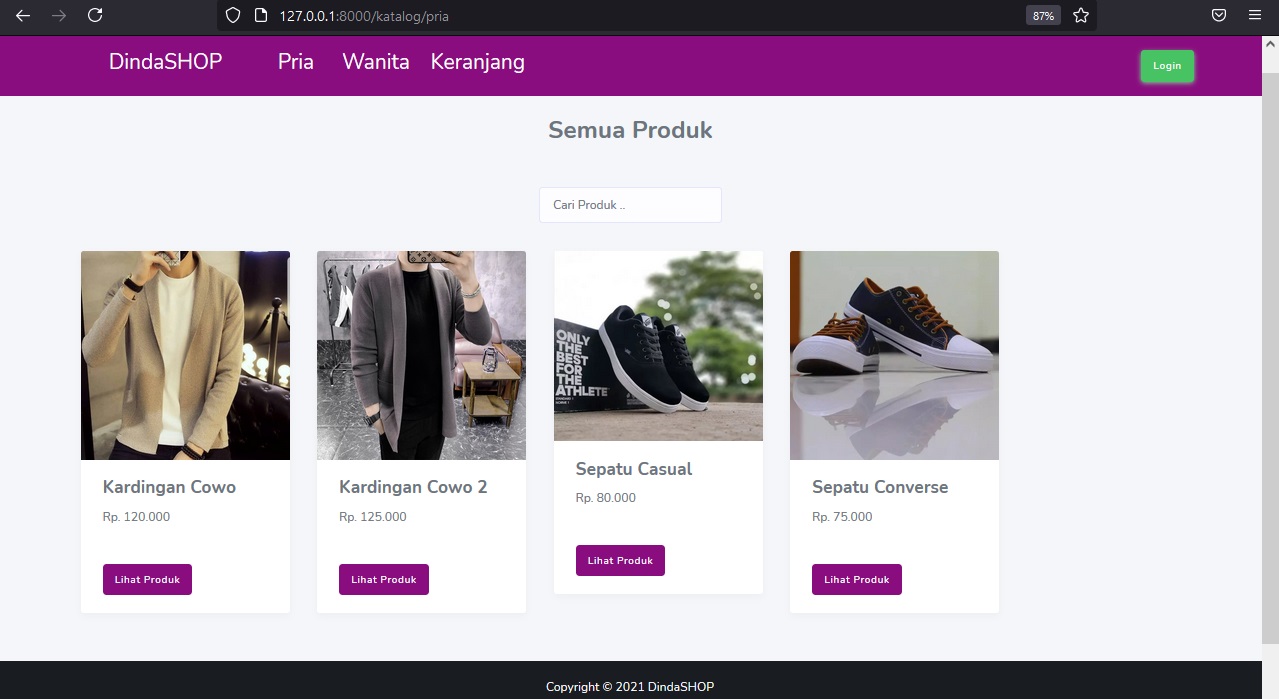 127.0.0.1:8000/katalog/pria
87%
DindaSHOP
Pria
Wanita
Keranjang
Login
Semua Produk
Cari Produk ..
ONLY
THE
BEST
FOR
THE
ATHLETE
Kardingan Cowo
Rp. 120.000
Lihat Produk
Kardingan Cowo 2
Rp. 125.000
Lihat Produk
Sepatu Casual
Rp. 80.000
Lihat Produk
Sepatu Converse
Rp. 75.000
Lihat Produk
Copyright © 2021 DindaSHOP